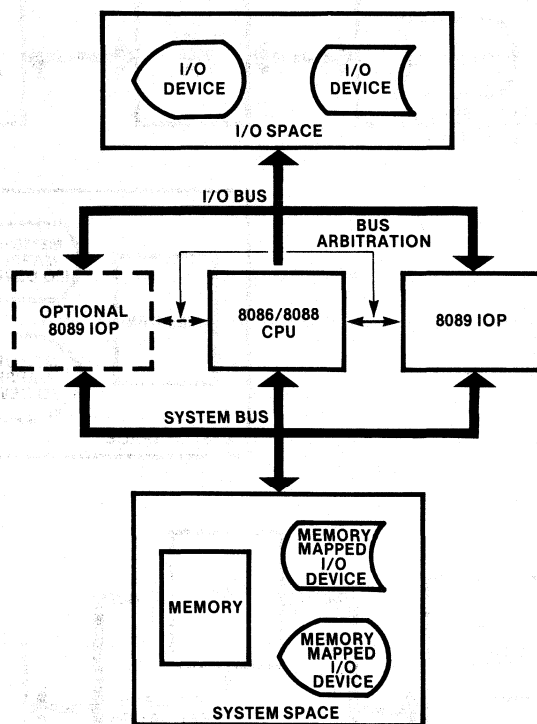 I/O
DEVICE
I/O
DEVICE
I/O SPACE
I/O BUS
BUS
ARBITRATION
OPTIONAL
8089 IOP
8086/8088
CPU
8089 IOP
SYSTEM BUS
MEMORY
MEMORY
MAPPED
I/O
DEVICE
MEMORY
MAPPED
I/O
DEVICE
SYSTEM SPACE